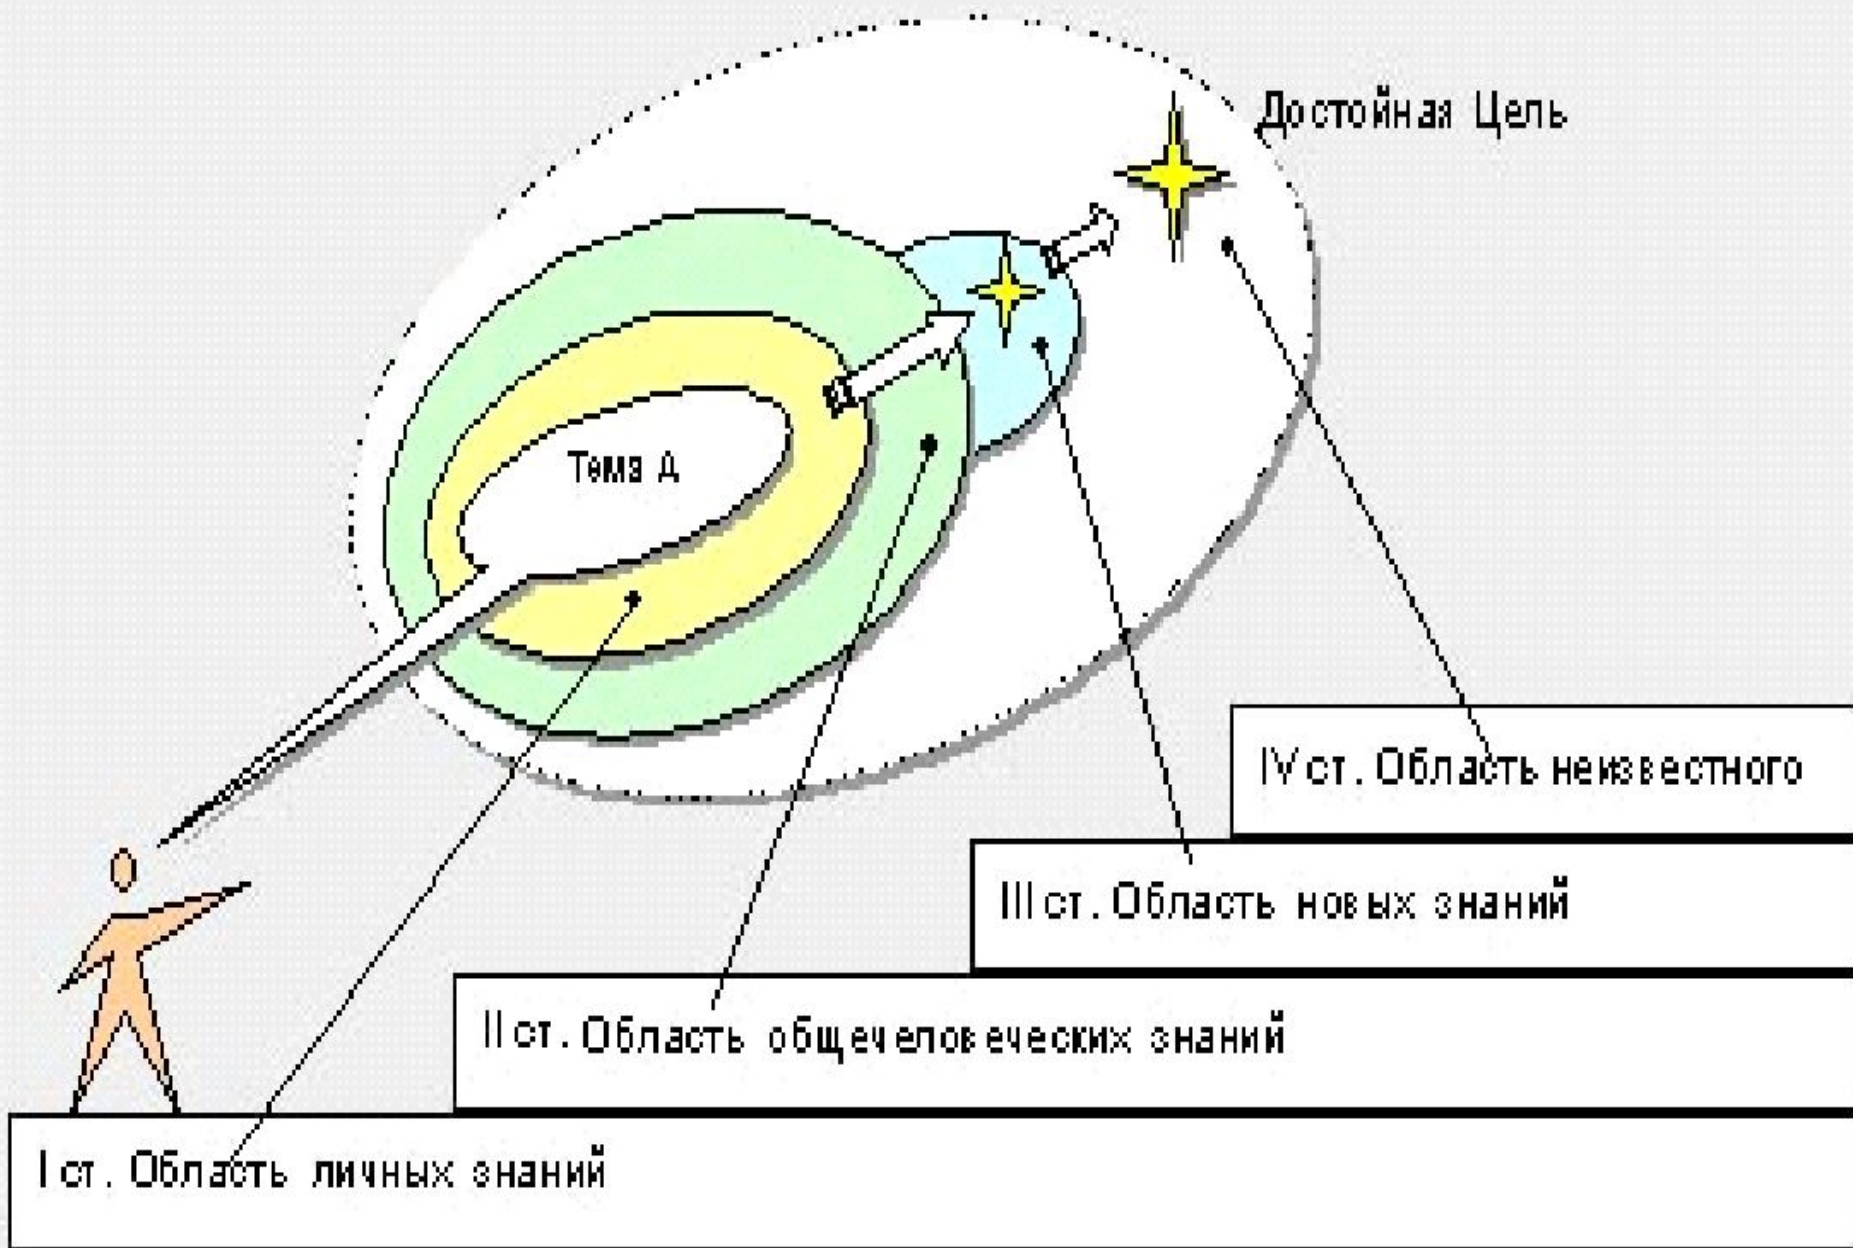 Достойная Цель
Тема А
IV ст. Область неизвестного
III ст. Область новых знаний
II ст. Область общечеловеческих знаний
I ст. Область личных знаний